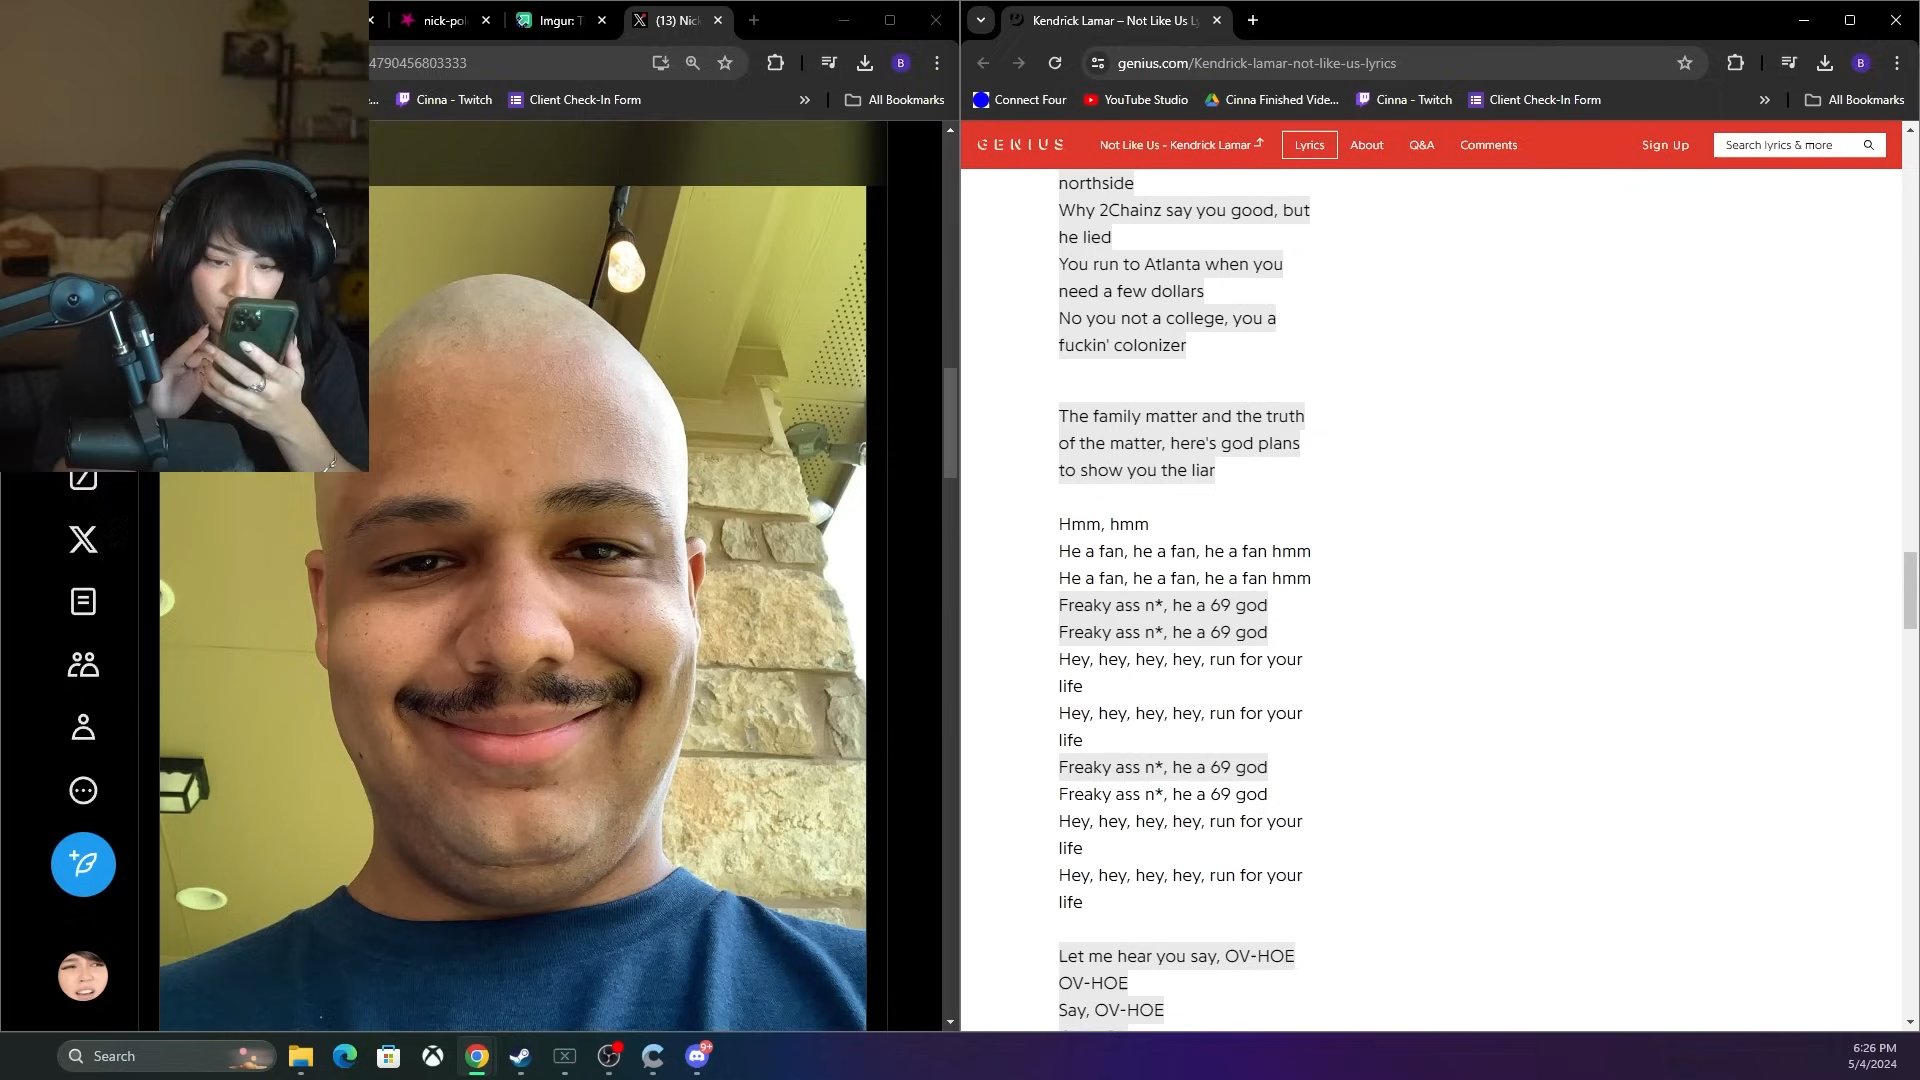 nick-pol
Imgur: T
(13) Nick
4790456803333
B
Cinna - Twitch
Client Check-In Form
All Bookmarks
Kendrick Lamar – Not Like Us Ly
genius.com/Kendrick-lamar-not-like-us-lyrics
B
Connect Four
YouTube Studio
Cinna Finished Vide...
Cinna - Twitch
Client Check-In Form
All Bookmarks
GENIUS
Not Like Us - Kendrick Lamar
Lyrics
About
Q&A
Comments
Sign Up
Search lyrics & more
northside
Why 2Chainz say you good, but
he lied
You run to Atlanta when you
need a few dollars
No you not a college, you a
fuckin' colonizer
The family matter and the truth
of the matter, here's god plans
to show you the liar
Hmm, hmm
He a fan, he a fan, he a fan hmm
He a fan, he a fan, he a fan hmm
Freaky ass n*, he a 69 god
Freaky ass n*, he a 69 god
Hey, hey, hey, hey, run for your
life
Hey, hey, hey, hey, run for your
life
Freaky ass n*, he a 69 god
Freaky ass n*, he a 69 god
Hey, hey, hey, hey, run for your
life
Hey, hey, hey, hey, run for your
life
Let me hear you say, OV-HOE
OV-HOE
Say, OV-HOE
Search
9+
6:26 PM
5/4/2024